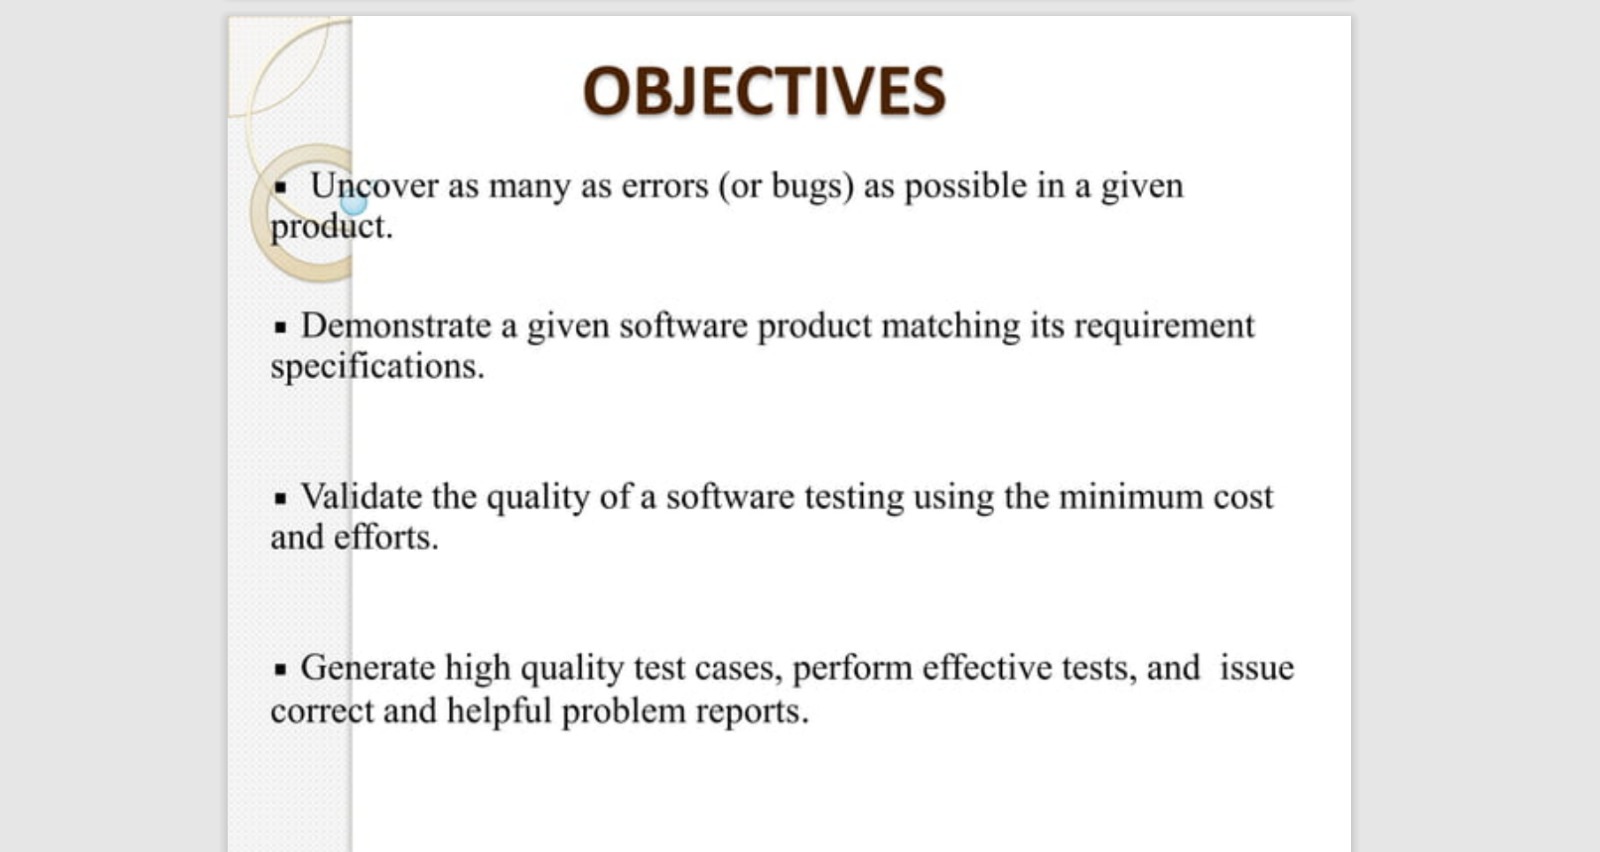 OBJECTIVES
▪ Uncover as many as errors (or bugs) as possible in a given
product.
▪ Demonstrate a given software product matching its requirement
specifications.
▪ Validate the quality of a software testing using the minimum cost
and efforts.
▪ Generate high quality test cases, perform effective tests, and issue
correct and helpful problem reports.